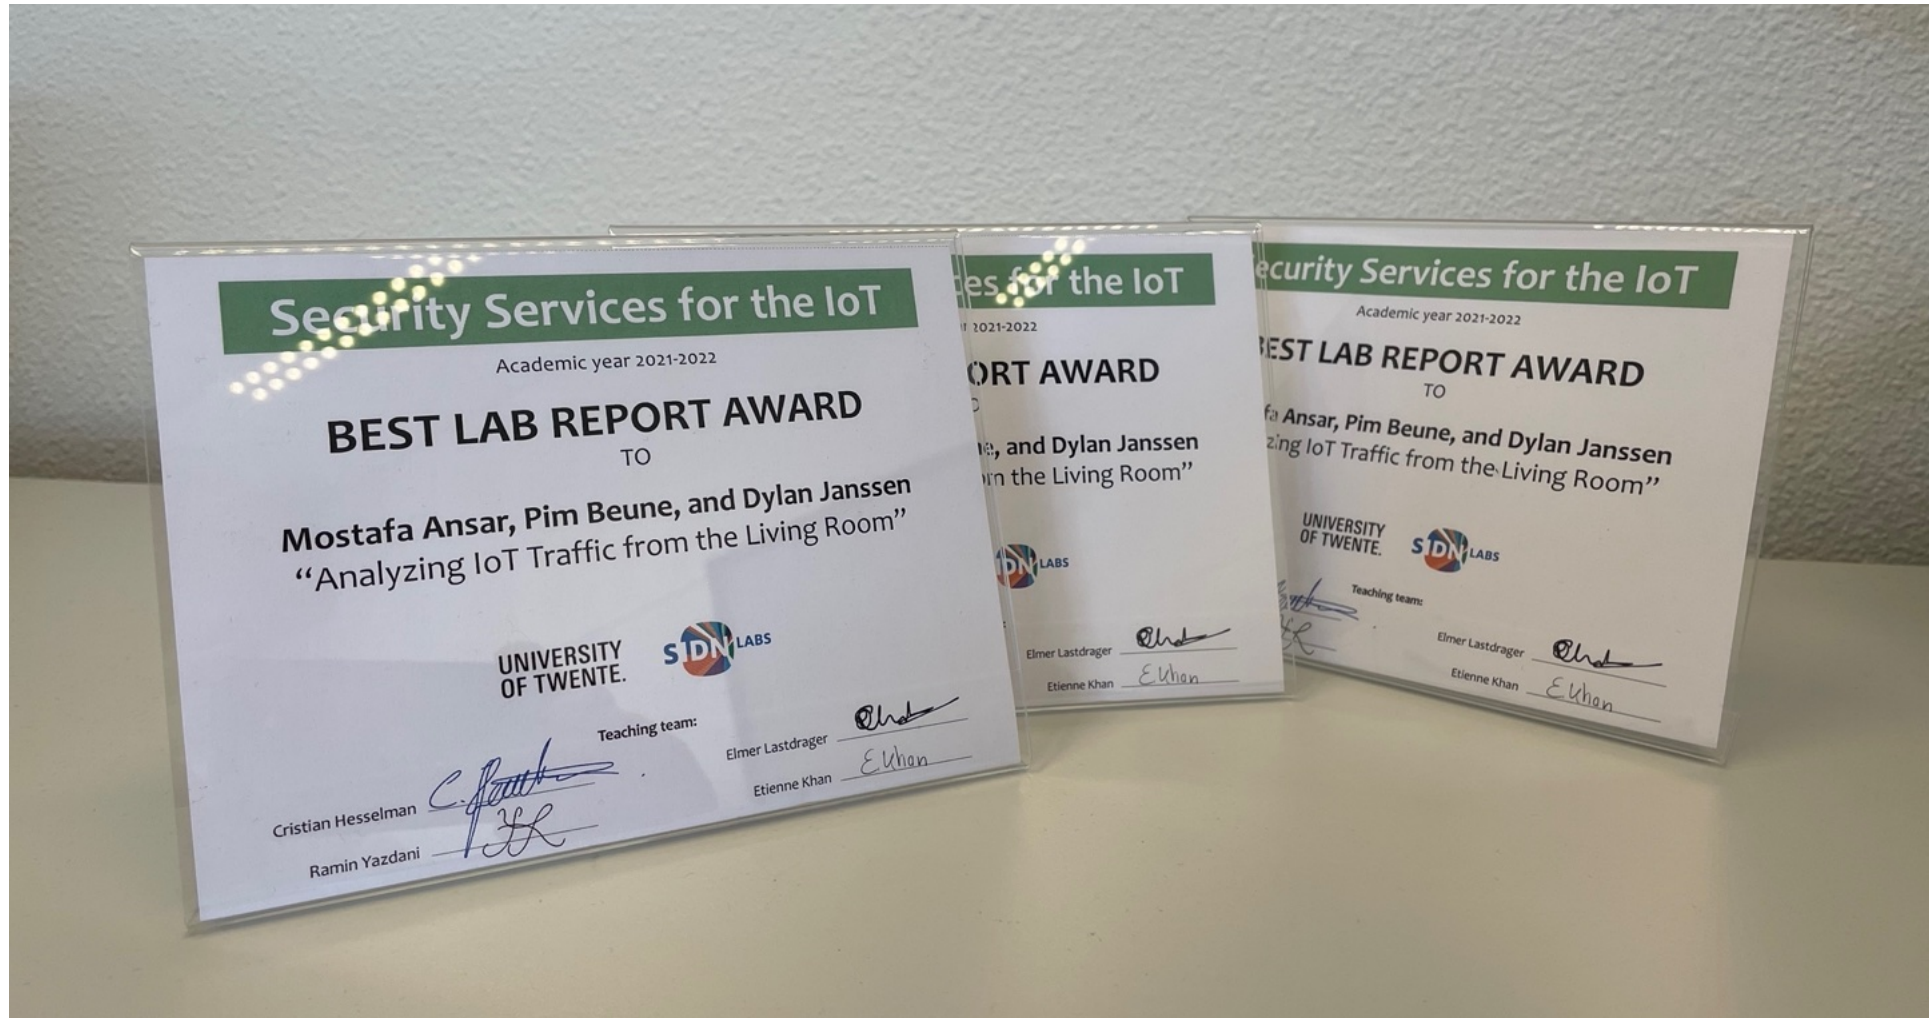 Security Services for the IoT
Academic year 2021-2022
BEST LAB REPORT AWARD
TO
Mostafa Ansar, Pim Beune, and Dylan Janssen
“Analyzing IoT Traffic from the Living Room”
UNIVERSITY
OF TWENTE.
SIDN LABS
Teaching team:
Cristian Hesselman
Ramin Yazdani
Elmer Lastdrager
Etienne Khan EKhan
for the IoT
2021-2022
AWARD
and Dylan Janssen
the Living Room”
LABS
Elmer Lastdrager
Etienne Khan EKhan
Services for the IoT
Academic year 2021-2022
LAB REPORT AWARD
TO
Ansar, Pim Beune, and Dylan Janssen
IoT Traffic from the Living Room”
UNIVERSITY
OF TWENTE.
SIDN LABS
Teaching team:
Elmer Lastdrager
Etienne Khan EKhan